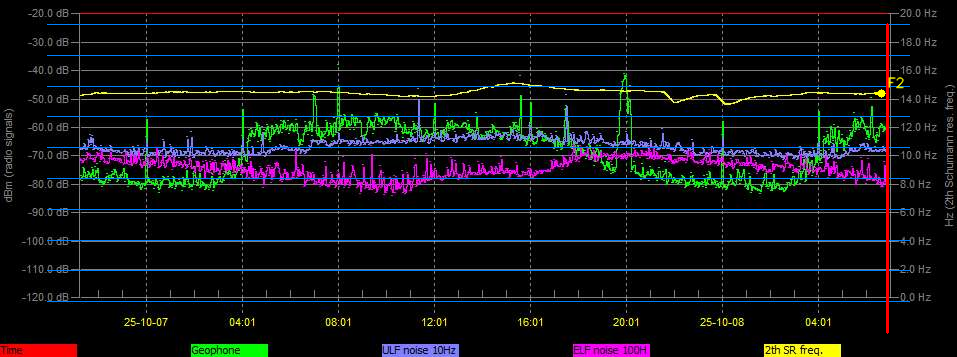 -20.0 dB 20.0 Hz
-30.0 dB 18.0 Hz
-40.0 dB 16.0 Hz
F2
-50.0 dB 14.0 Hz
-60.0 dB 12.0 Hz
-70.0 dB 10.0 Hz
-80.0 dB 8.0 Hz
-90.0 dB 6.0 Hz
-100.0 dB 4.0 Hz
-110.0 dB 2.0 Hz
-120.0 dB 0.0 Hz
dBm (radio signals)
Hz (2th Schumann res. freq.)
25-10-07 04:01 08:01 12:01 16:01 20:01 25-10-08 04:01
Time Geophone ULF noise 10Hz ELF noise 100H 2th SR freq.